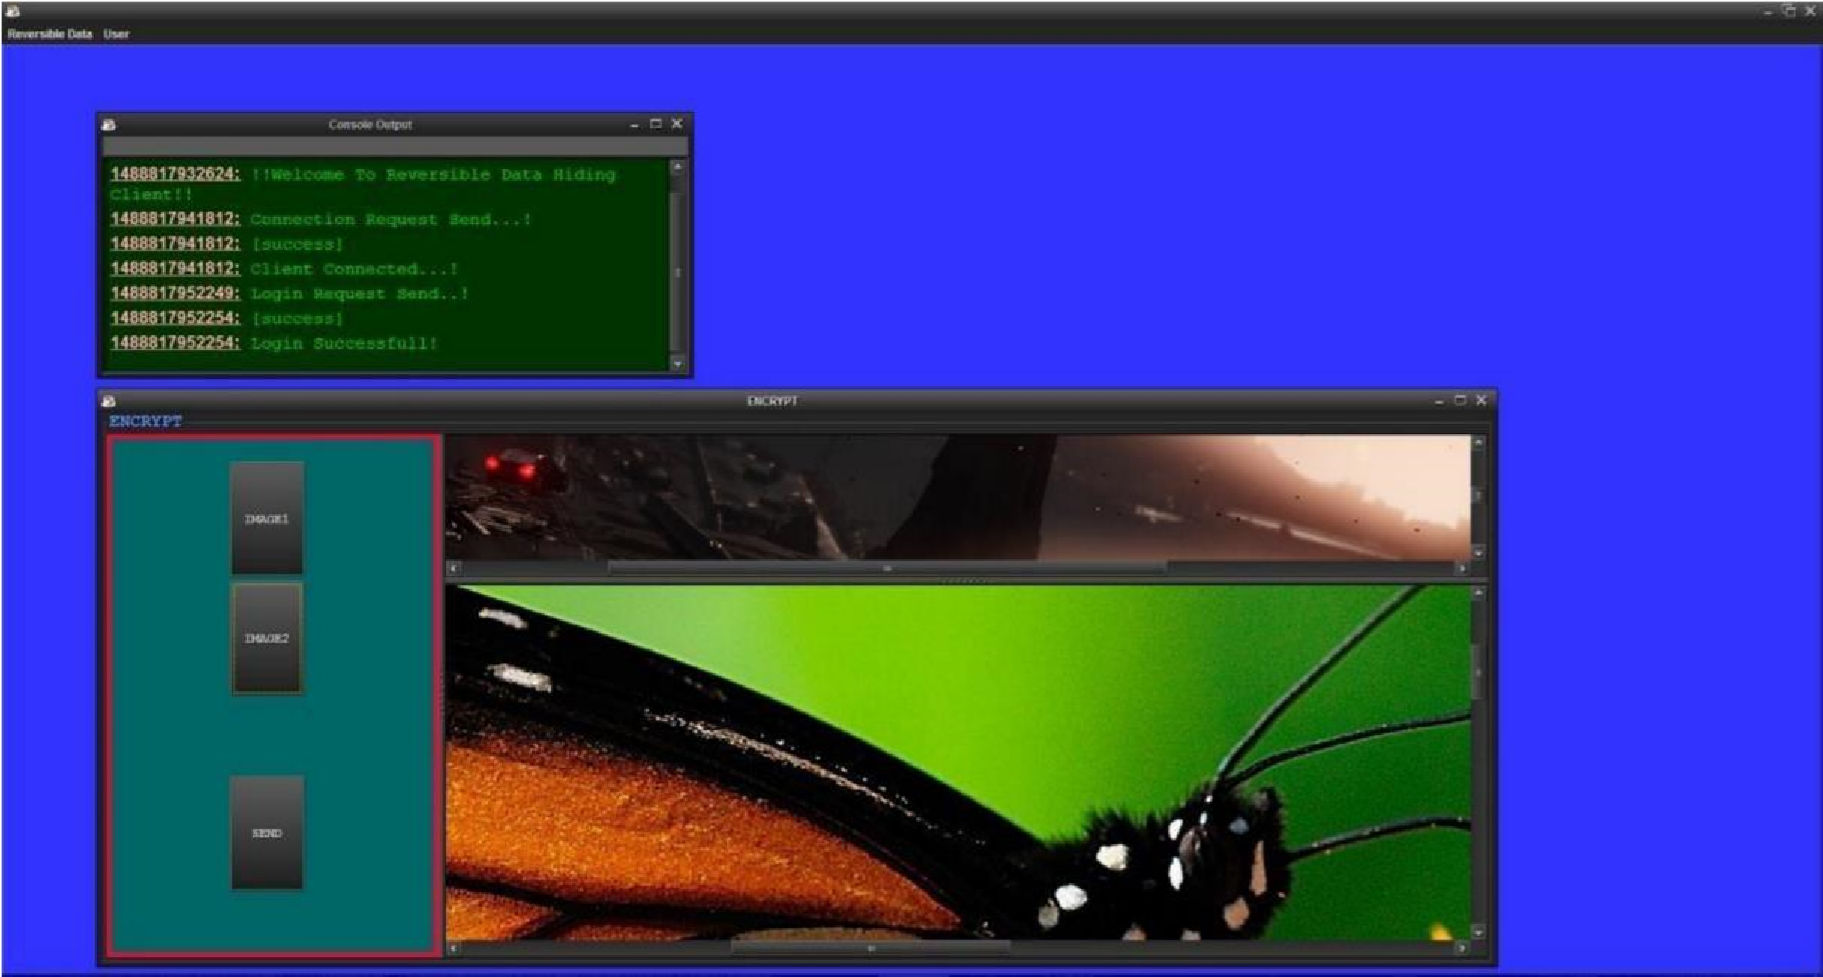 Reversible Data User
Console Output
1488817932624: !!Welcome To Reversible Data Hiding
Client!!
1488817941812: Connection Request Send...!
1488817941812: [success]
1488817941812: Client Connected...!
1488817952249: Login Request Send..!
1488817952254: [success]
1488817952254: Login Successfull!
ENCRYPT
ENCRYPT
IMAGE1
IMAGE2
SEND